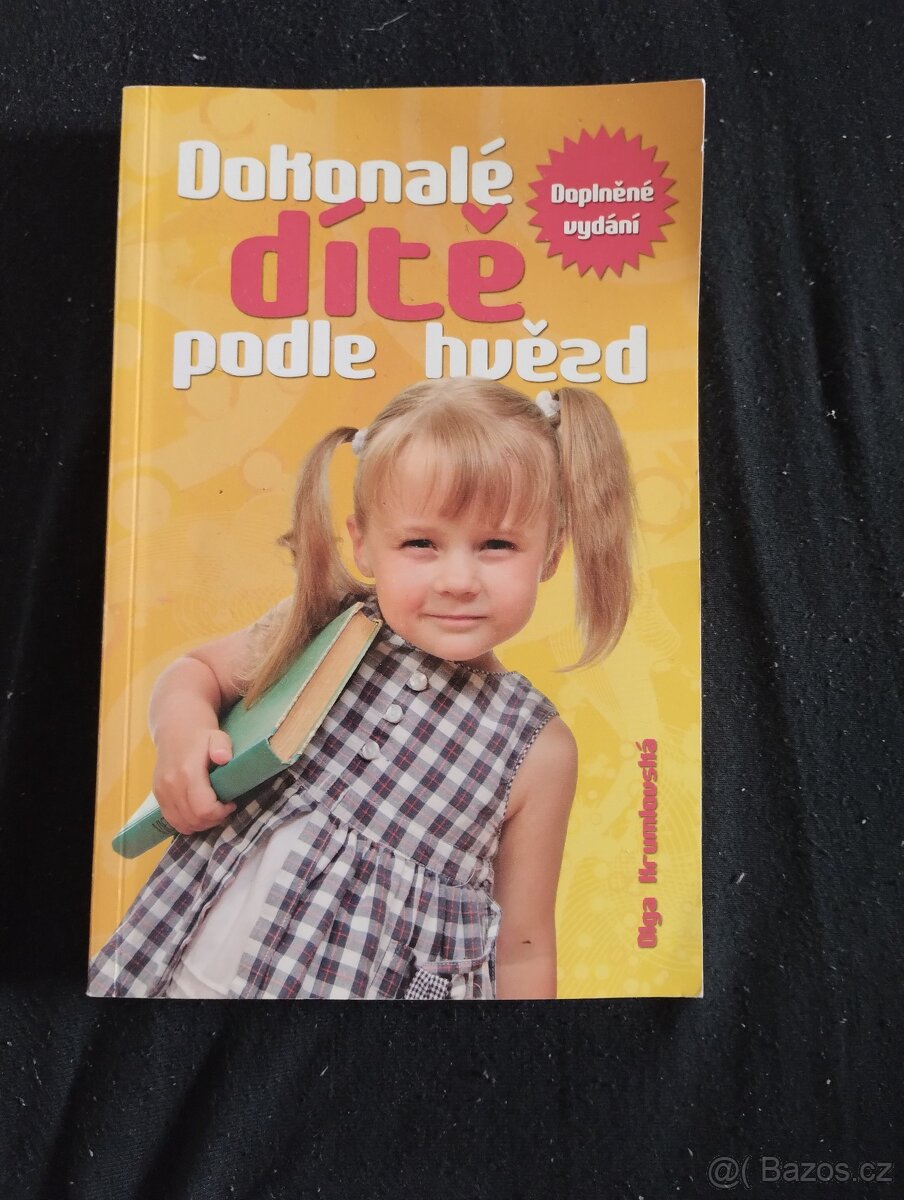 Dokonalé
dítě
podle hvězd
Doplněné
vydání
Olga Krumlovská
@( Bazos.cz